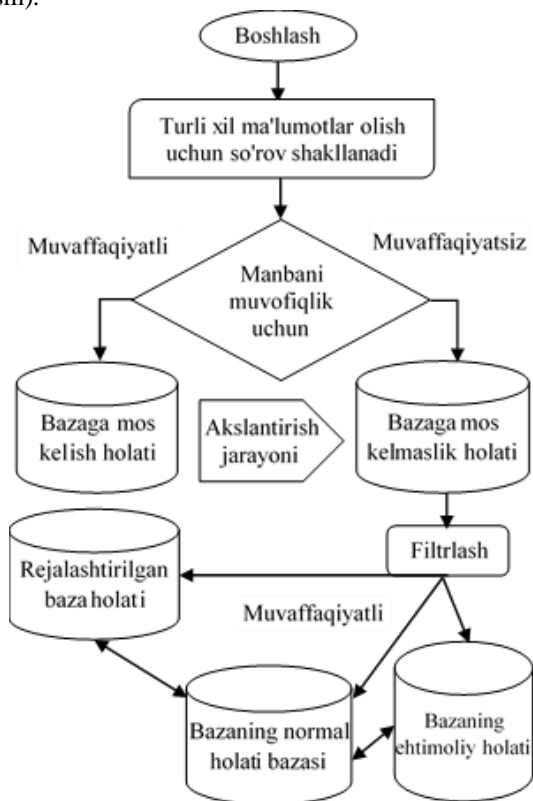 Boshlash
Turli xil ma'lumotlar olish
uchun so'rov shakllanadi
Muvaffaqiyatli
Muvaffaqiyatsiz
Manbani
muvofiqlik
uchun
Bazaga mos
kelish holati
Akslantirish
jarayoni
Bazaga mos
kelmaslik holati
Filtrlash
Rejalashtirilgan
baza holati
Muvaffaqiyatli
Bazaning normal
holati bazasi
Bazaning
ehtimoliy holati